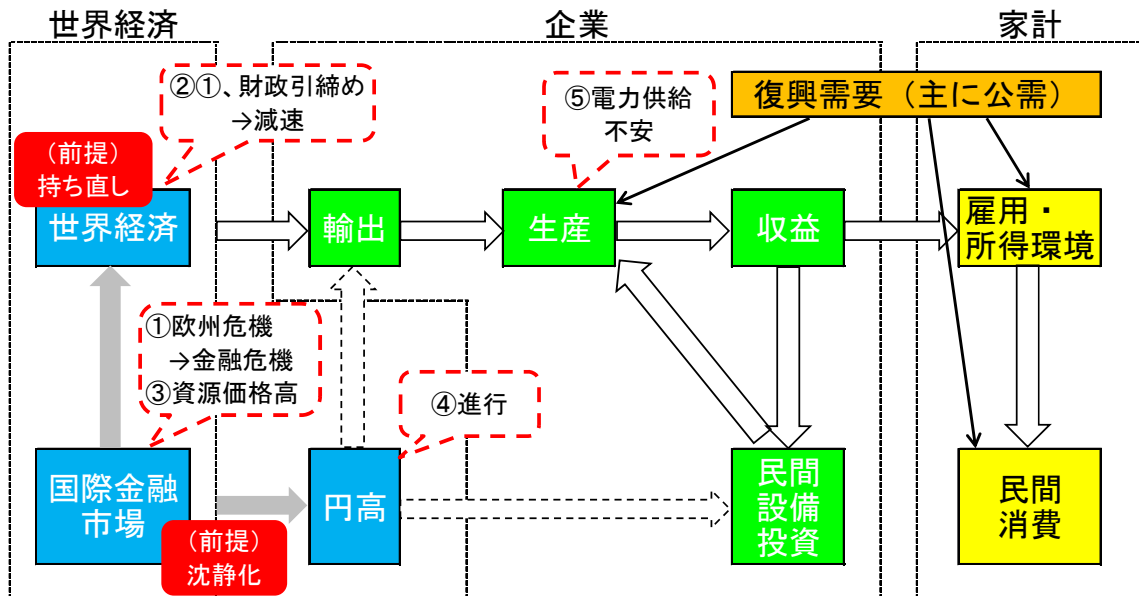 世界経済
企業
家計
②①、財政引締め
→減速
⑤電力供給
不安
復興需要（主に公需）
（前提）
持ち直し
世界経済
輸出
生産
収益
雇用・
所得環境
①欧州危機
→金融危機
③資源価格高
④進行
国際金融
市場
（前提）
沈静化
円高
民間
設備
投資
民間
消費